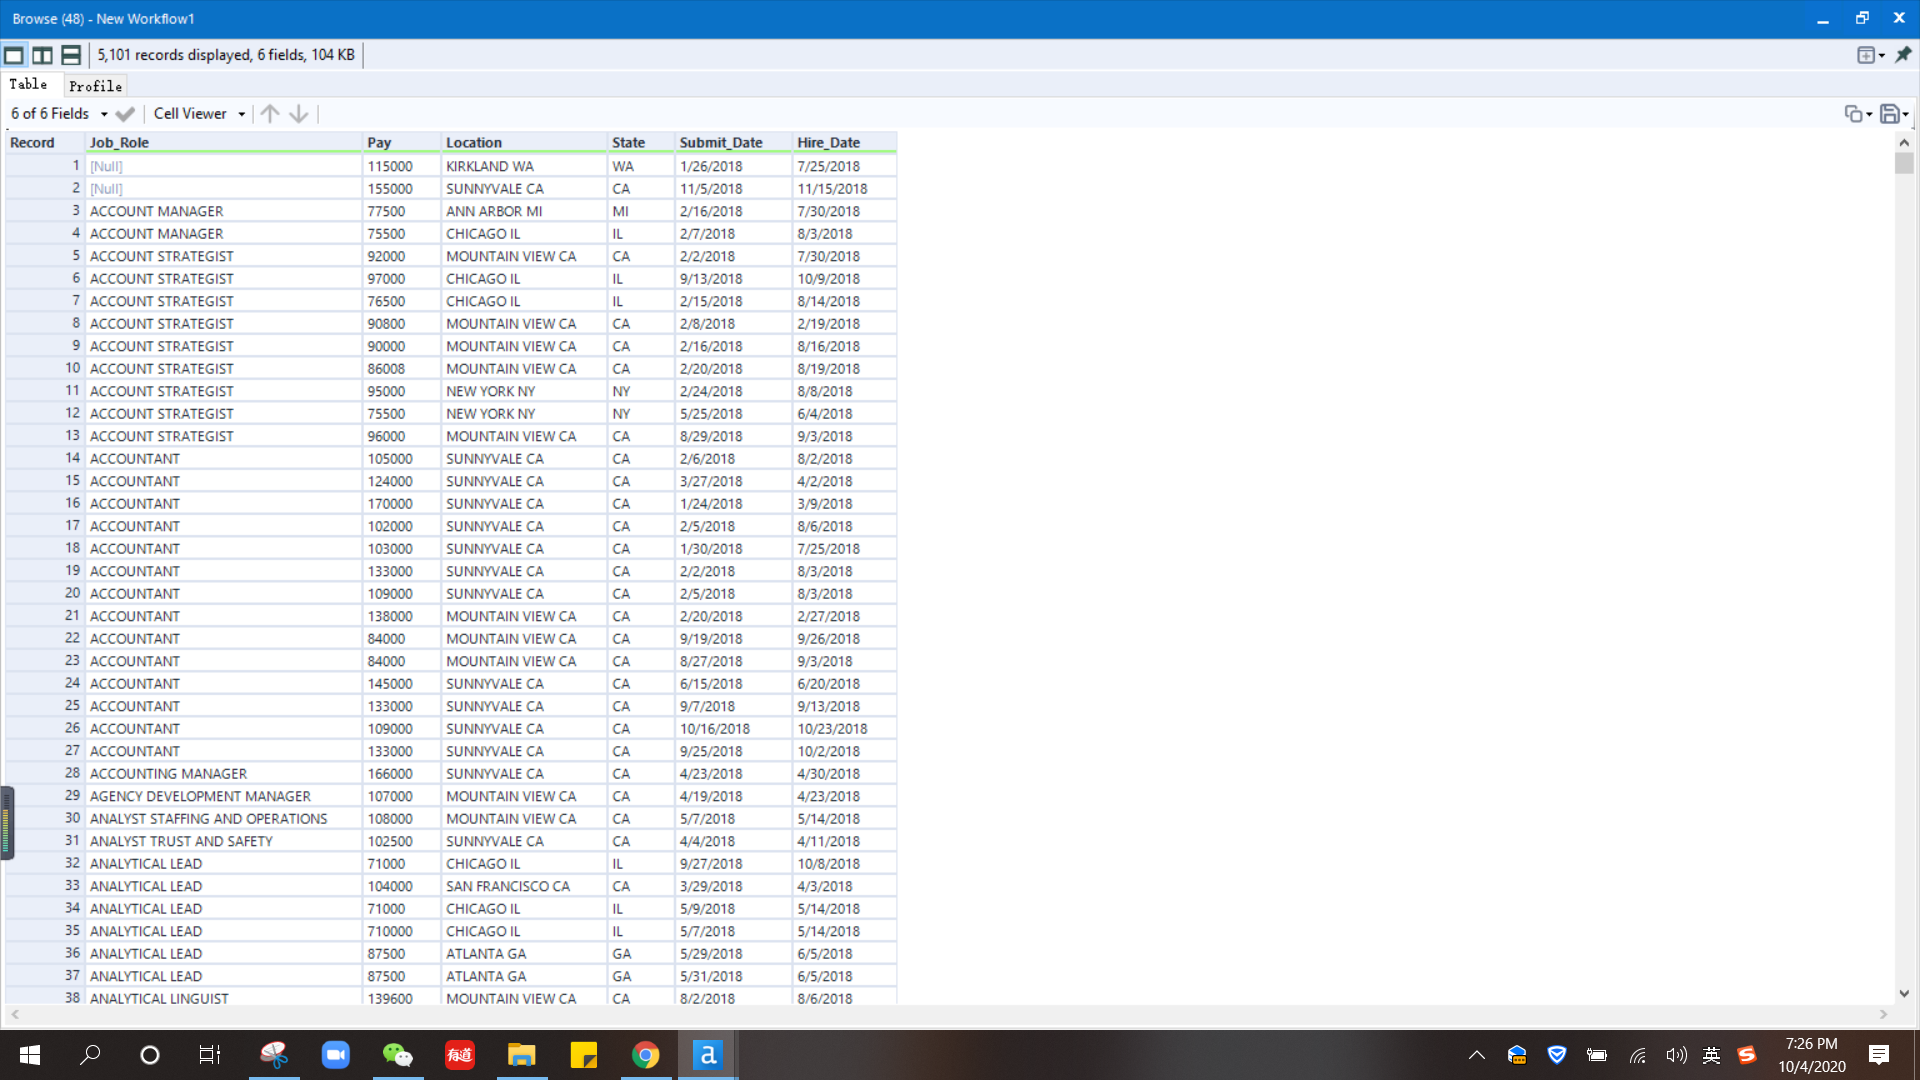 Browse (48) - New Workflow1
5,101 records displayed, 6 fields, 104 KB
Table Profile
6 of 6 Fields Cell Viewer
Record Job_Role Pay Location State Submit_Date Hire_Date
1 [Null] 115000 KIRKLAND WA WA 1/26/2018 7/25/2018
2 [Null] 155000 SUNNYVALE CA CA 11/5/2018 11/15/2018
3 ACCOUNT MANAGER 77500 ANN ARBOR MI MI 2/16/2018 7/30/2018
4 ACCOUNT MANAGER 75500 CHICAGO IL IL 2/7/2018 8/3/2018
5 ACCOUNT STRATEGIST 92000 MOUNTAIN VIEW CA CA 2/2/2018 7/30/2018
6 ACCOUNT STRATEGIST 97000 CHICAGO IL IL 9/13/2018 10/9/2018
7 ACCOUNT STRATEGIST 76500 CHICAGO IL IL 2/15/2018 8/14/2018
8 ACCOUNT STRATEGIST 90800 MOUNTAIN VIEW CA CA 2/8/2018 2/19/2018
9 ACCOUNT STRATEGIST 90000 MOUNTAIN VIEW CA CA 2/16/2018 8/16/2018
10 ACCOUNT STRATEGIST 86008 MOUNTAIN VIEW CA CA 2/20/2018 8/19/2018
11 ACCOUNT STRATEGIST 95000 NEW YORK NY NY 2/24/2018 8/8/2018
12 ACCOUNT STRATEGIST 75500 NEW YORK NY NY 5/25/2018 6/4/2018
13 ACCOUNT STRATEGIST 96000 MOUNTAIN VIEW CA CA 8/29/2018 9/3/2018
14 ACCOUNTANT 105000 SUNNYVALE CA CA 2/6/2018 8/2/2018
15 ACCOUNTANT 124000 SUNNYVALE CA CA 3/27/2018 4/2/2018
16 ACCOUNTANT 170000 SUNNYVALE CA CA 1/24/2018 3/9/2018
17 ACCOUNTANT 102000 SUNNYVALE CA CA 2/5/2018 8/6/2018
18 ACCOUNTANT 103000 SUNNYVALE CA CA 1/30/2018 7/25/2018
19 ACCOUNTANT 133000 SUNNYVALE CA CA 2/2/2018 8/3/2018
20 ACCOUNTANT 109000 SUNNYVALE CA CA 2/5/2018 8/3/2018
21 ACCOUNTANT 138000 MOUNTAIN VIEW CA CA 2/20/2018 2/27/2018
22 ACCOUNTANT 84000 MOUNTAIN VIEW CA CA 9/19/2018 9/26/2018
23 ACCOUNTANT 84000 MOUNTAIN VIEW CA CA 8/27/2018 9/3/2018
24 ACCOUNTANT 145000 SUNNYVALE CA CA 6/15/2018 6/20/2018
25 ACCOUNTANT 133000 SUNNYVALE CA CA 9/7/2018 9/13/2018
26 ACCOUNTANT 109000 SUNNYVALE CA CA 10/16/2018 10/23/2018
27 ACCOUNTANT 133000 SUNNYVALE CA CA 9/25/2018 10/2/2018
28 ACCOUNTING MANAGER 166000 SUNNYVALE CA CA 4/23/2018 4/30/2018
29 AGENCY DEVELOPMENT MANAGER 107000 MOUNTAIN VIEW CA CA 4/19/2018 4/23/2018
30 ANALYST STAFFING AND OPERATIONS 108000 MOUNTAIN VIEW CA CA 5/7/2018 5/14/2018
31 ANALYST TRUST AND SAFETY 102500 SUNNYVALE CA CA 4/4/2018 4/11/2018
32 ANALYTICAL LEAD 71000 CHICAGO IL IL 9/27/2018 10/8/2018
33 ANALYTICAL LEAD 104000 SAN FRANCISCO CA CA 3/29/2018 4/3/2018
34 ANALYTICAL LEAD 71000 CHICAGO IL IL 5/9/2018 5/14/2018
35 ANALYTICAL LEAD 710000 CHICAGO IL IL 5/7/2018 5/14/2018
36 ANALYTICAL LEAD 87500 ATLANTA GA GA 5/29/2018 6/5/2018
37 ANALYTICAL LEAD 87500 ATLANTA GA GA 5/31/2018 6/5/2018
38 ANALYTICAL LINGUIST 139600 MOUNTAIN VIEW CA CA 8/2/2018 8/6/2018
有道 a 英 S 7:26 PM
10/4/2020